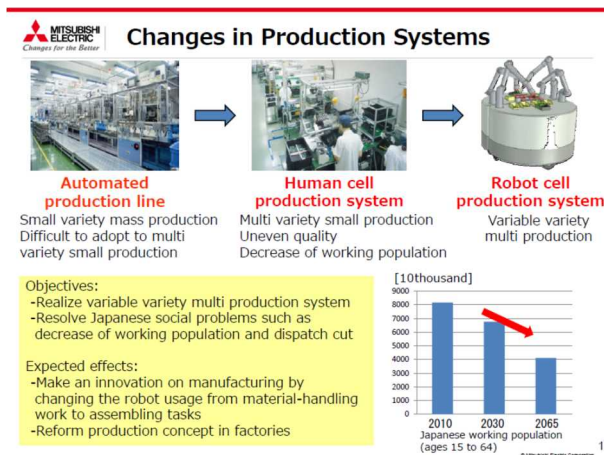 MITSUBISHI
ELECTRIC
Changes for the Better
Changes in Production Systems
Automated
production line
Small variety mass production
Difficult to adopt to multi
variety small production
Human cell
production system
Multi variety small production
Uneven quality
Decrease of working population
Robot cell
production system
Variable variety
multi production
Objectives:
-Realize variable variety multi production system
-Resolve Japanese social problems such as
decrease of working population and dispatch cut
Expected effects:
-Make an innovation on manufacturing by
changing the robot usage from material-handling
work to assembling tasks
-Reform production concept in factories
[10thousand]
9000
8000
7000
6000
5000
4000
3000
2000
1000
0
2010 2030 2065
Japanese working population
(ages 15 to 64)
1
© Mitsubishi Electric Corporation